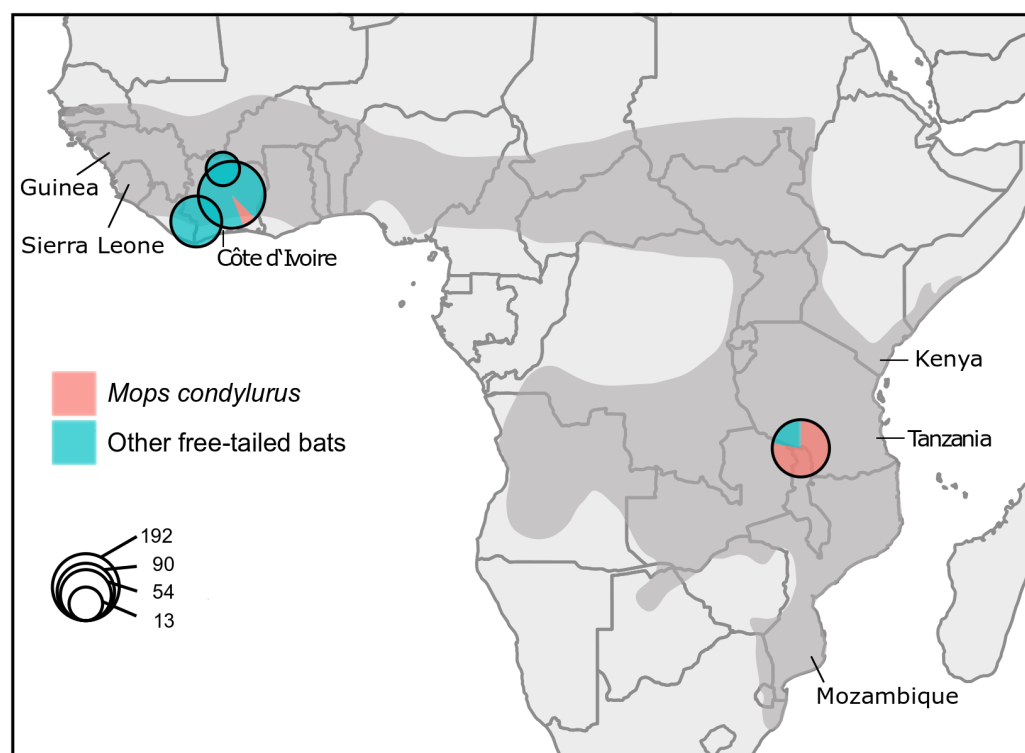 Guinea
Sierra Leone
Côte d'Ivoire
Kenya
Mops condylurus
Other free-tailed bats
Tanzania
192
90
54
13
Mozambique